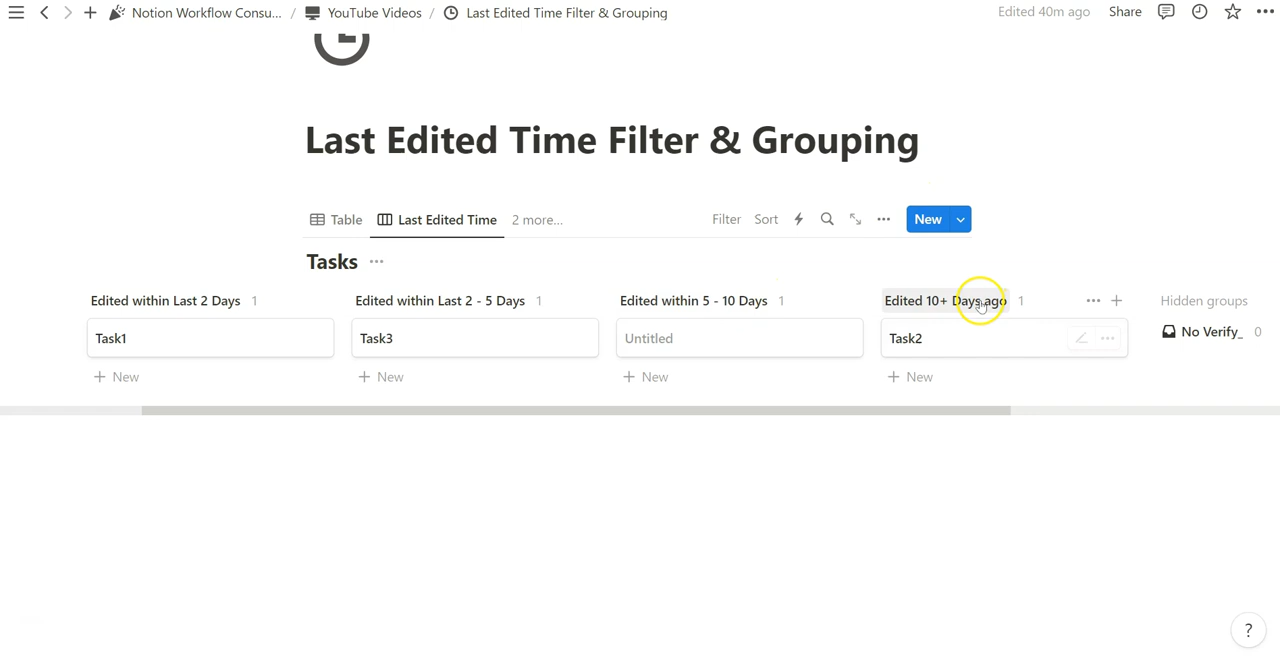 Notion Workflow Consu... / YouTube Videos / Last Edited Time Filter & Grouping Edited 40m ago Share
Last Edited Time Filter & Grouping
Table Last Edited Time 2 more... Filter Sort New
Tasks
Edited within Last 2 Days 1 Edited within Last 2 - 5 Days 1 Edited within 5 - 10 Days 1 Edited 10+ Days ago 1 Hidden groups
Task1 Task3 Untitled Task2 No Verify_ 0
+ New + New + New + New
?